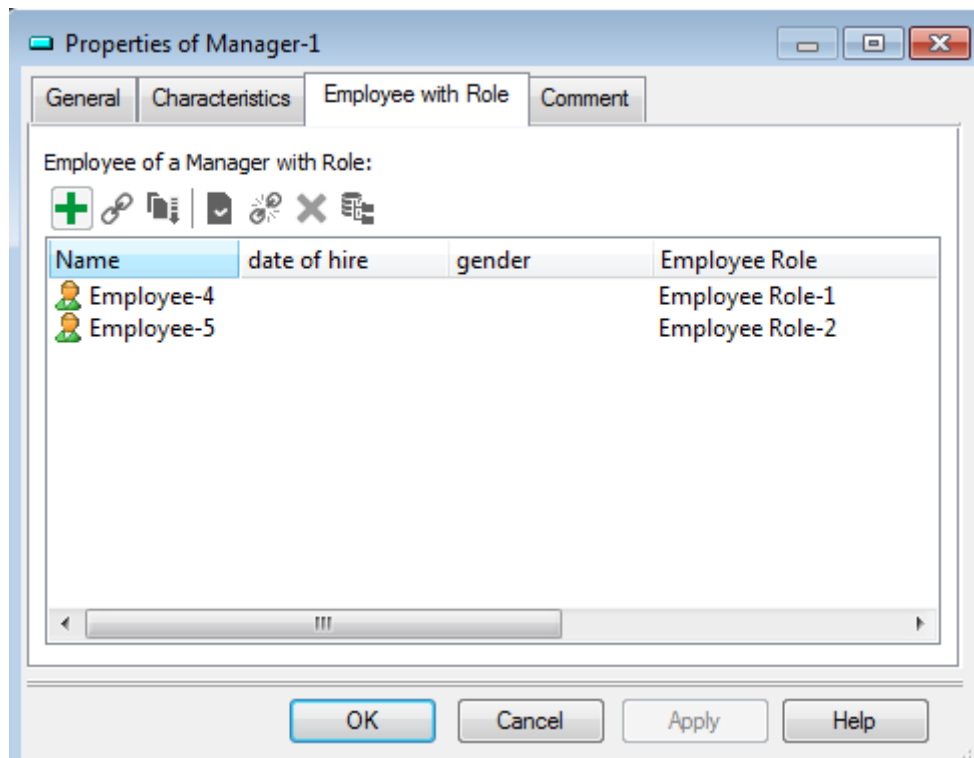 Properties of Manager-1
General Characteristics Employee with Role Comment
Employee of a Manager with Role:
Name date of hire gender Employee Role
Employee-4 Employee Role-1
Employee-5 Employee Role-2
OK Cancel Apply Help